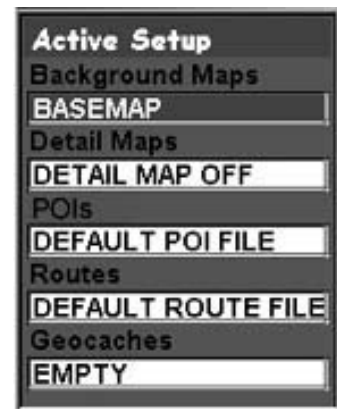 Active Setup
Background Maps
BASEMAP
Detail Maps
DETAIL MAP OFF
POIs
DEFAULT POI FILE
Routes
DEFAULT ROUTE FILE
Geocaches
EMPTY